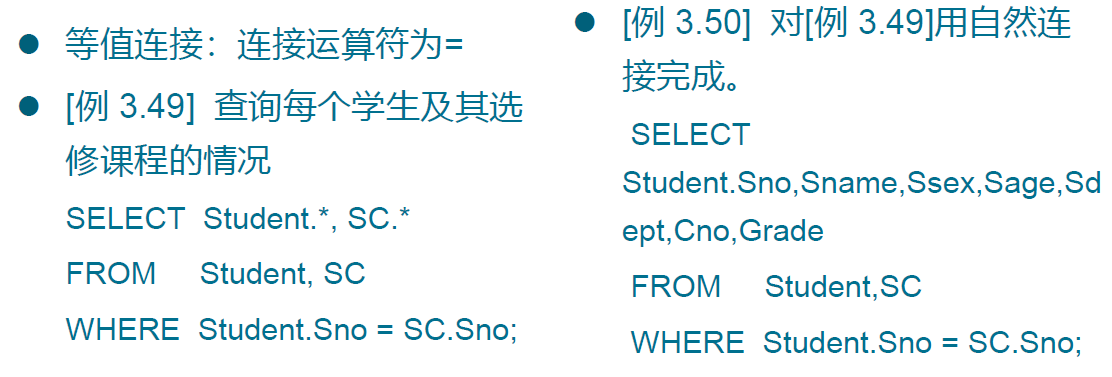 ● 等值连接：连接运算符为=
● [例 3.49]  查询每个学生及其选
修课程的情况
SELECT  Student.*, SC.*
FROM     Student, SC
WHERE  Student.Sno = SC.Sno;
● [例 3.50]  对[例 3.49]用自然连
接完成。
SELECT
Student.Sno,Sname,Ssex,Sage,Sd
ept,Cno,Grade
FROM     Student,SC
WHERE  Student.Sno = SC.Sno;